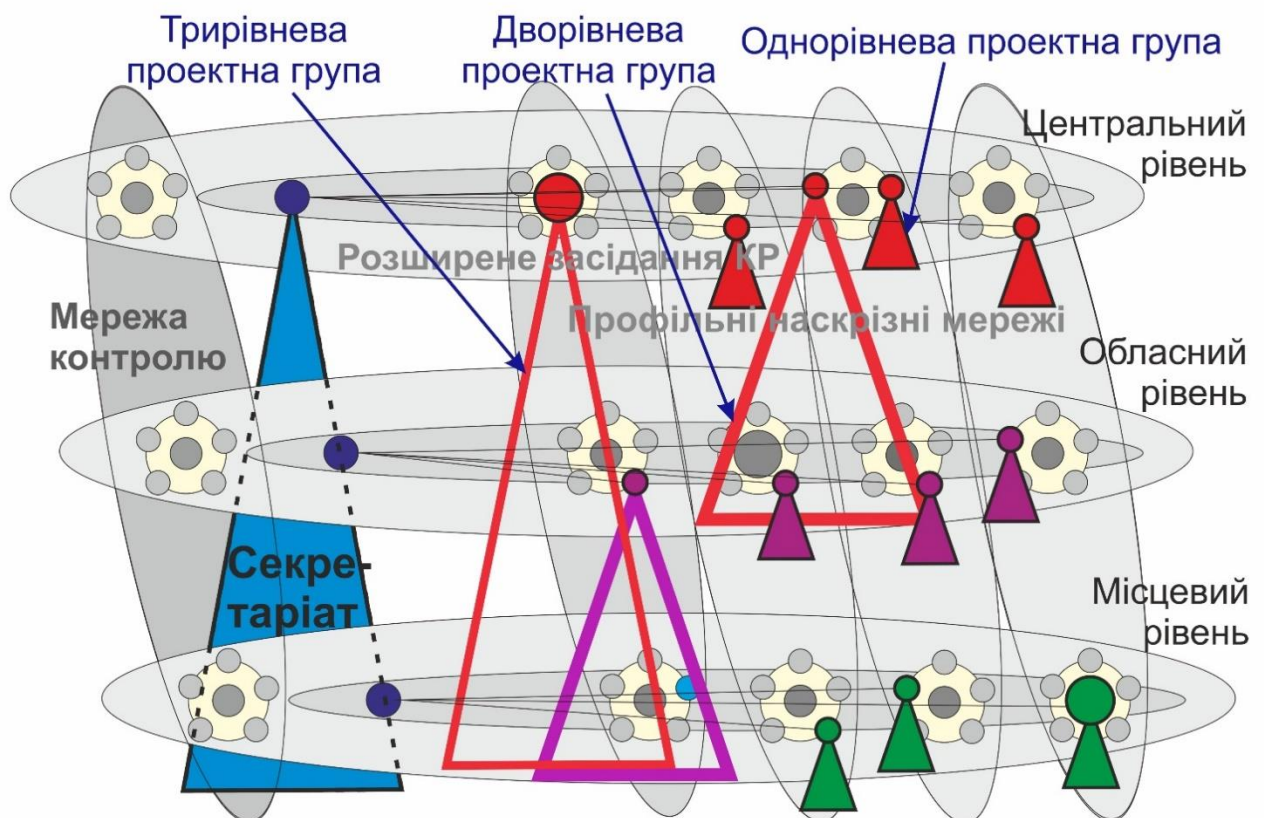 Трирівнева
проектна група
Дворівнева
проектна група
Однорівнева проектна група
Центральний
рівень
Розширене засідання КР
Мережа
контролю
Профільні наскрізні мережі
Обласний
рівень
Секре-
таріат
Місцевий
рівень